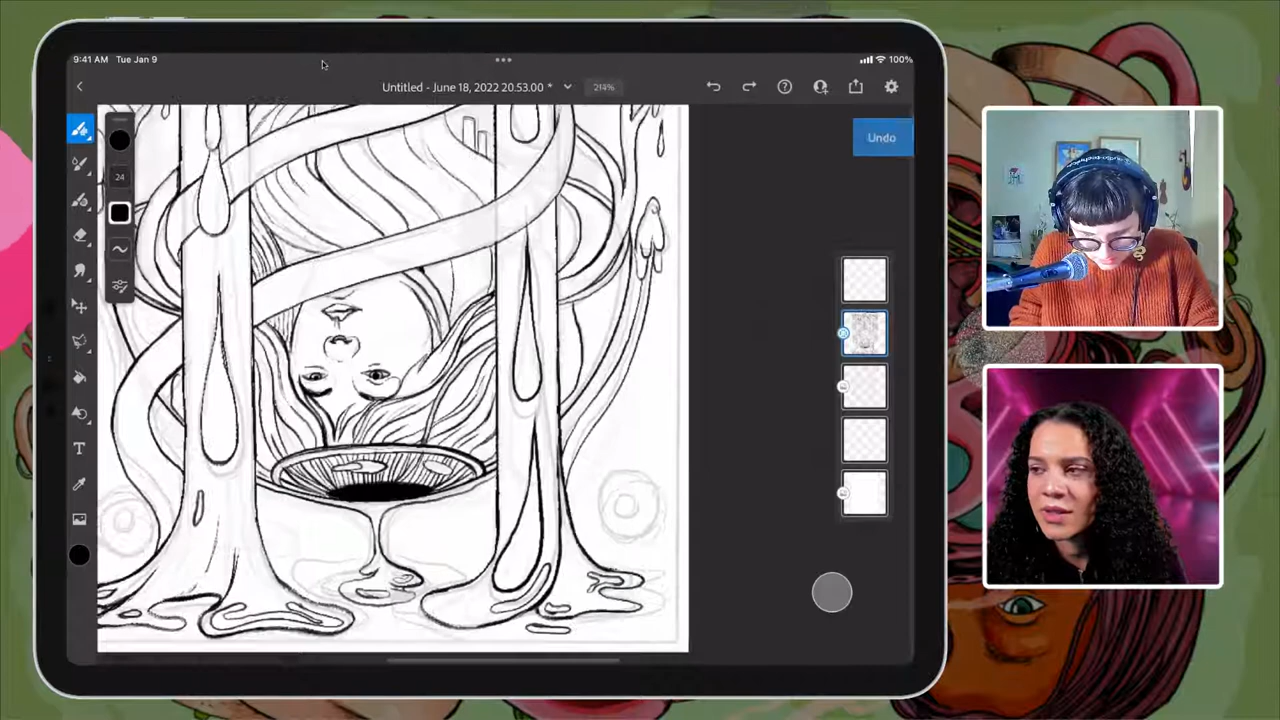 9:41 AM Tue Jan 9
100%
Untitled - June 18, 2022 20.53.00 *
214%
Undo
24
T